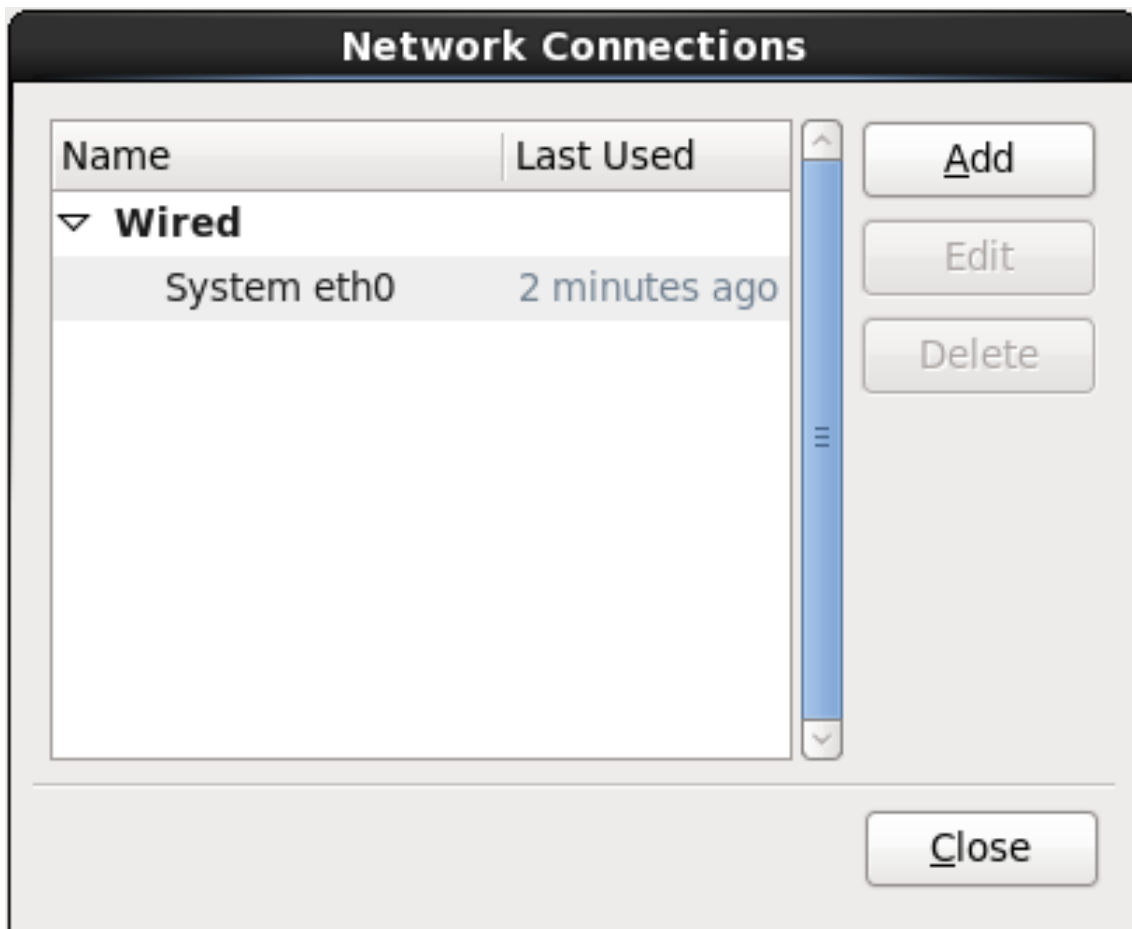 Network Connections
Name Last Used
Wired
System eth0 2 minutes ago
Add
Edit
Delete
Close